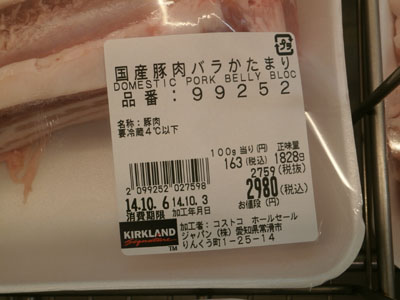 プラ
国産豚肉バラかたまり
DOMESTIC PORK BELLY BLOC
品番:99252
名称:豚肉
要冷蔵4℃以下
100g当り(円) 正味量
163(税込) 1828g
2759(税抜)
2980(税込)
お値段(円)
2 099252 027598
14.10. 6 14.10. 3
消費期限 加工年月日
KIRKLAND
Signature
TM
加工者:コストコ ホールセール
ジャパン(株)愛知県常滑市
りんくう町1-25-14